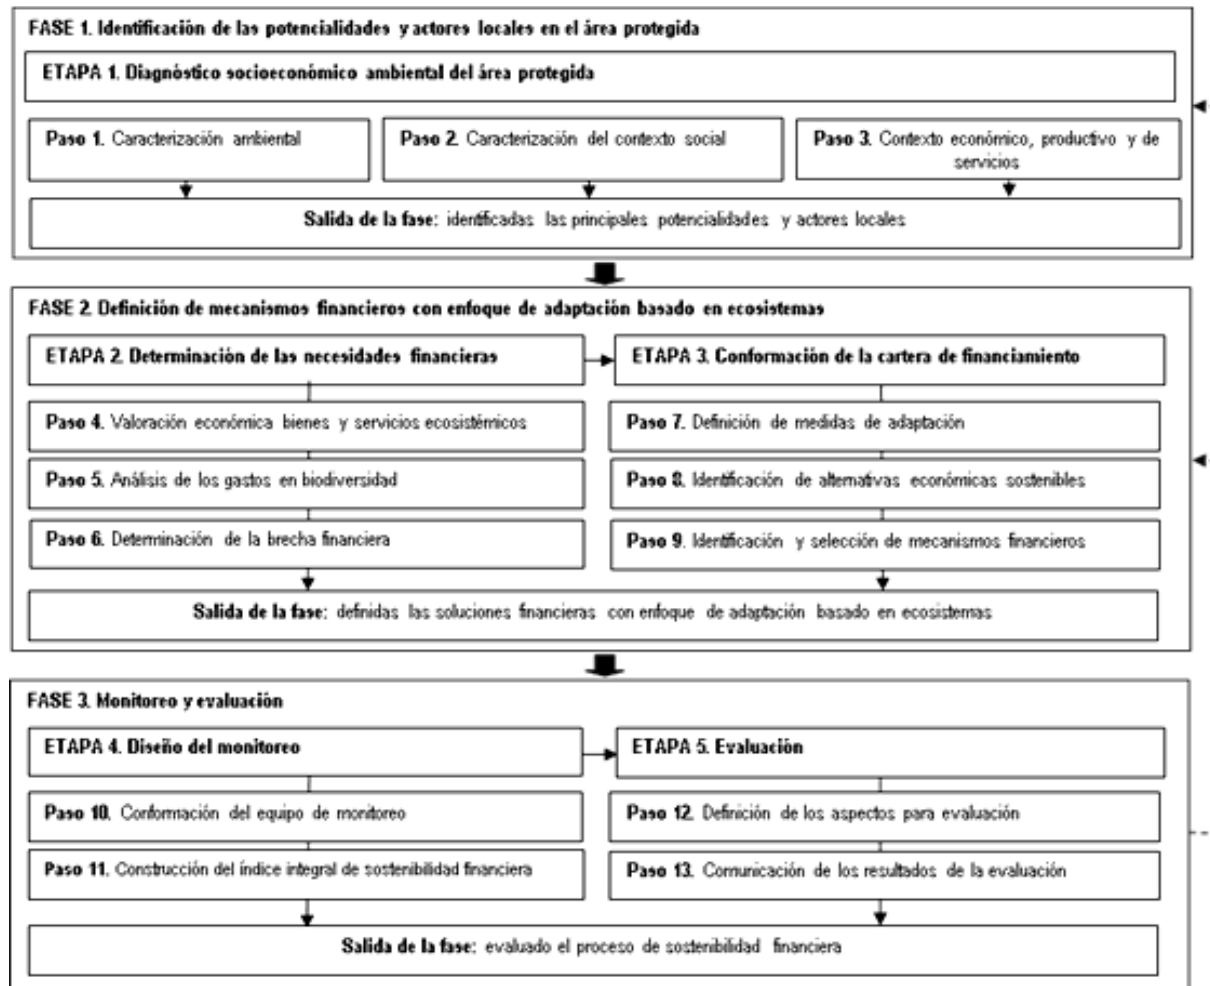 FASE 1. Identificación de las potencialidades y actores locales en el área protegida
ETAPA 1. Diagnóstico socioeconómico ambiental del área protegida
Paso 1. Caracterización ambiental
Paso 2. Caracterización del contexto social
Paso 3. Contexto económico, productivo y de
servicios
Salida de la fase: identificadas las principales potencialidades y actores locales
FASE 2. Definición de mecanismos financieros con enfoque de adaptación basado en ecosistemas
ETAPA 2. Determinación de las necesidades financieras
ETAPA 3. Conformación de la cartera de financiamiento
Paso 4. Valoración económica bienes y servicios ecosistémicos
Paso 7. Definición de medidas de adaptación
Paso 5. Análisis de los gastos en biodiversidad
Paso 8. Identificación de alternativas económicas sostenibles
Paso 6. Determinación de la brecha financiera
Paso 9. Identificación y selección de mecanismos financieros
Salida de la fase: definidas las soluciones financieras con enfoque de adaptación basado en ecosistemas
FASE 3. Monitoreo y evaluación
ETAPA 4. Diseño del monitoreo
ETAPA 5. Evaluación
Paso 10. Conformación del equipo de monitoreo
Paso 12. Definición de los aspectos para evaluación
Paso 11. Construcción del índice integral de sostenibilidad financiera
Paso 13. Comunicación de los resultados de la evaluación
Salida de la fase: evaluado el proceso de sostenibilidad financiera